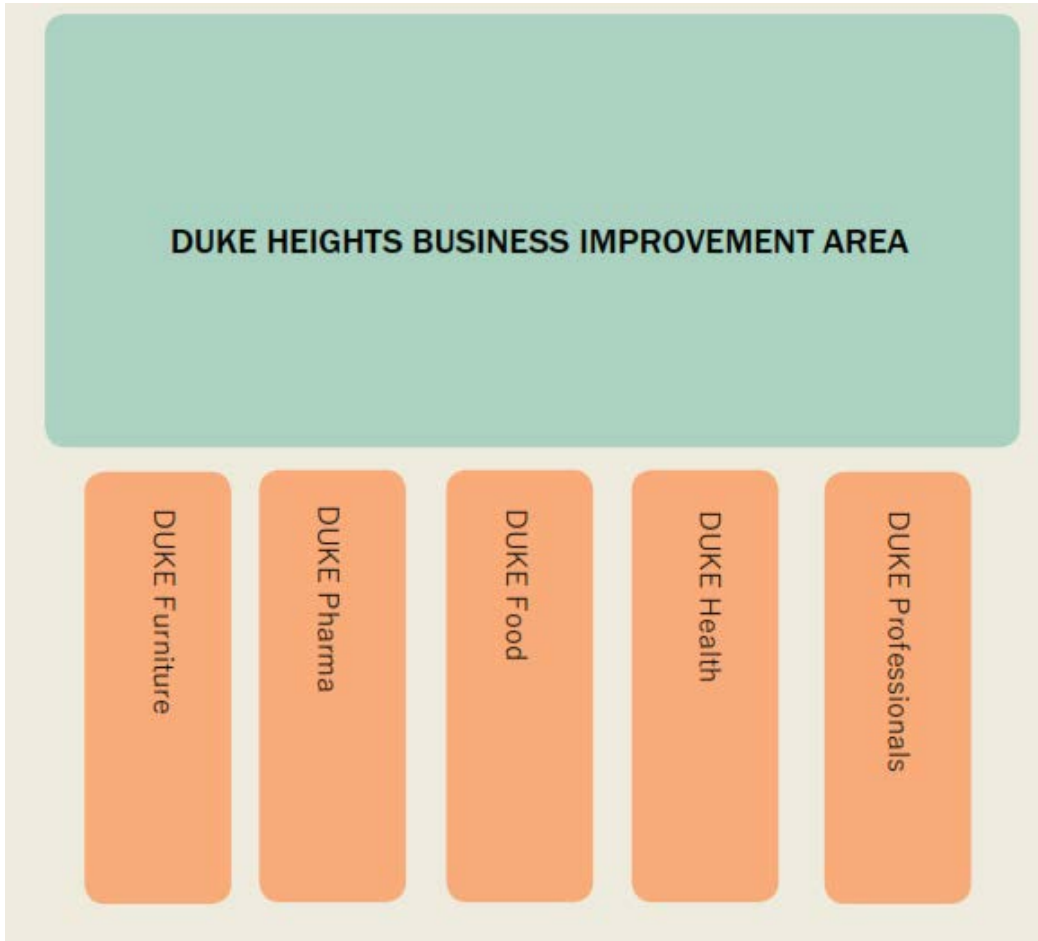 DUKE HEIGHTS BUSINESS IMPROVEMENT AREA
DUKE Furniture
DUKE Pharma
DUKE Food
DUKE Health
DUKE Professionals